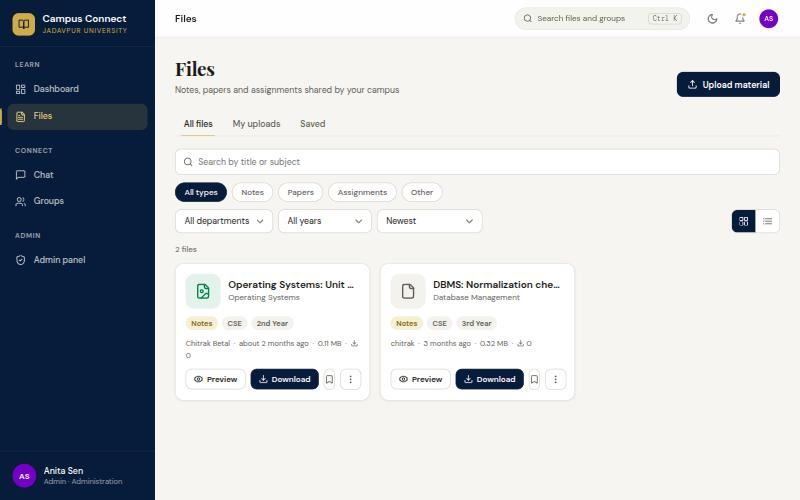 Campus Connect
JADAVPUR UNIVERSITY
LEARN
Dashboard
Files
CONNECT
Chat
Groups
ADMIN
Admin panel
AS
Anita Sen
Admin · Administration
Files
Search files and groups
Ctrl K
AS
Files
Notes, papers and assignments shared by your campus
Upload material
All files
My uploads
Saved
Search by title or subject
All types
Notes
Papers
Assignments
Other
All departments
All years
Newest
2 files
Operating Systems: Unit ...
Operating Systems
Notes
CSE
2nd Year
Chitrak Betal · about 2 months ago · 0.11 MB ·
0
Preview
Download
DBMS: Normalization che...
Database Management
Notes
CSE
3rd Year
chitrak · 3 months ago · 0.32 MB · 0
Preview
Download